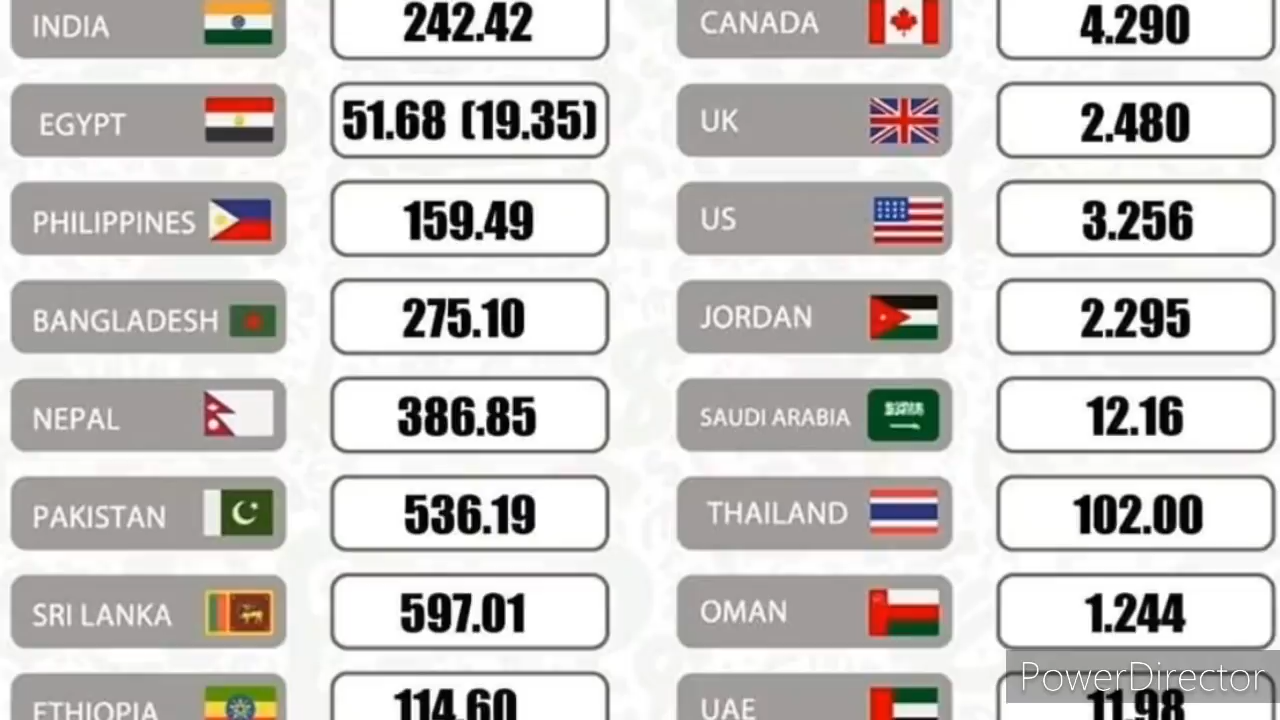 INDIA 242.42 CANADA 4.290
EGYPT 51.68 (19.35) UK 2.480
PHILIPPINES 159.49 US 3.256
BANGLADESH 275.10 JORDAN 2.295
NEPAL 386.85 SAUDI ARABIA 12.16
PAKISTAN 536.19 THAILAND 102.00
SRI LANKA 597.01 OMAN 1.244
ETHIOPIA 114.60 UAE 11.98
PowerDirector